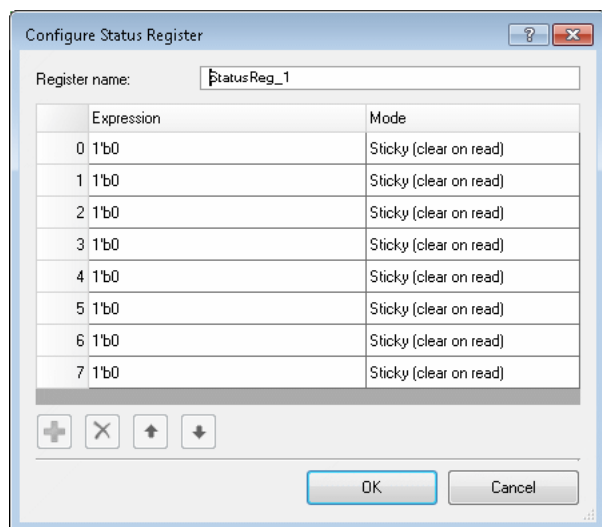 Configure Status Register
Register name: StatusReg_1
Expression Mode
0 1'b0 Sticky (clear on read)
1 1'b0 Sticky (clear on read)
2 1'b0 Sticky (clear on read)
3 1'b0 Sticky (clear on read)
4 1'b0 Sticky (clear on read)
5 1'b0 Sticky (clear on read)
6 1'b0 Sticky (clear on read)
7 1'b0 Sticky (clear on read)
OK Cancel